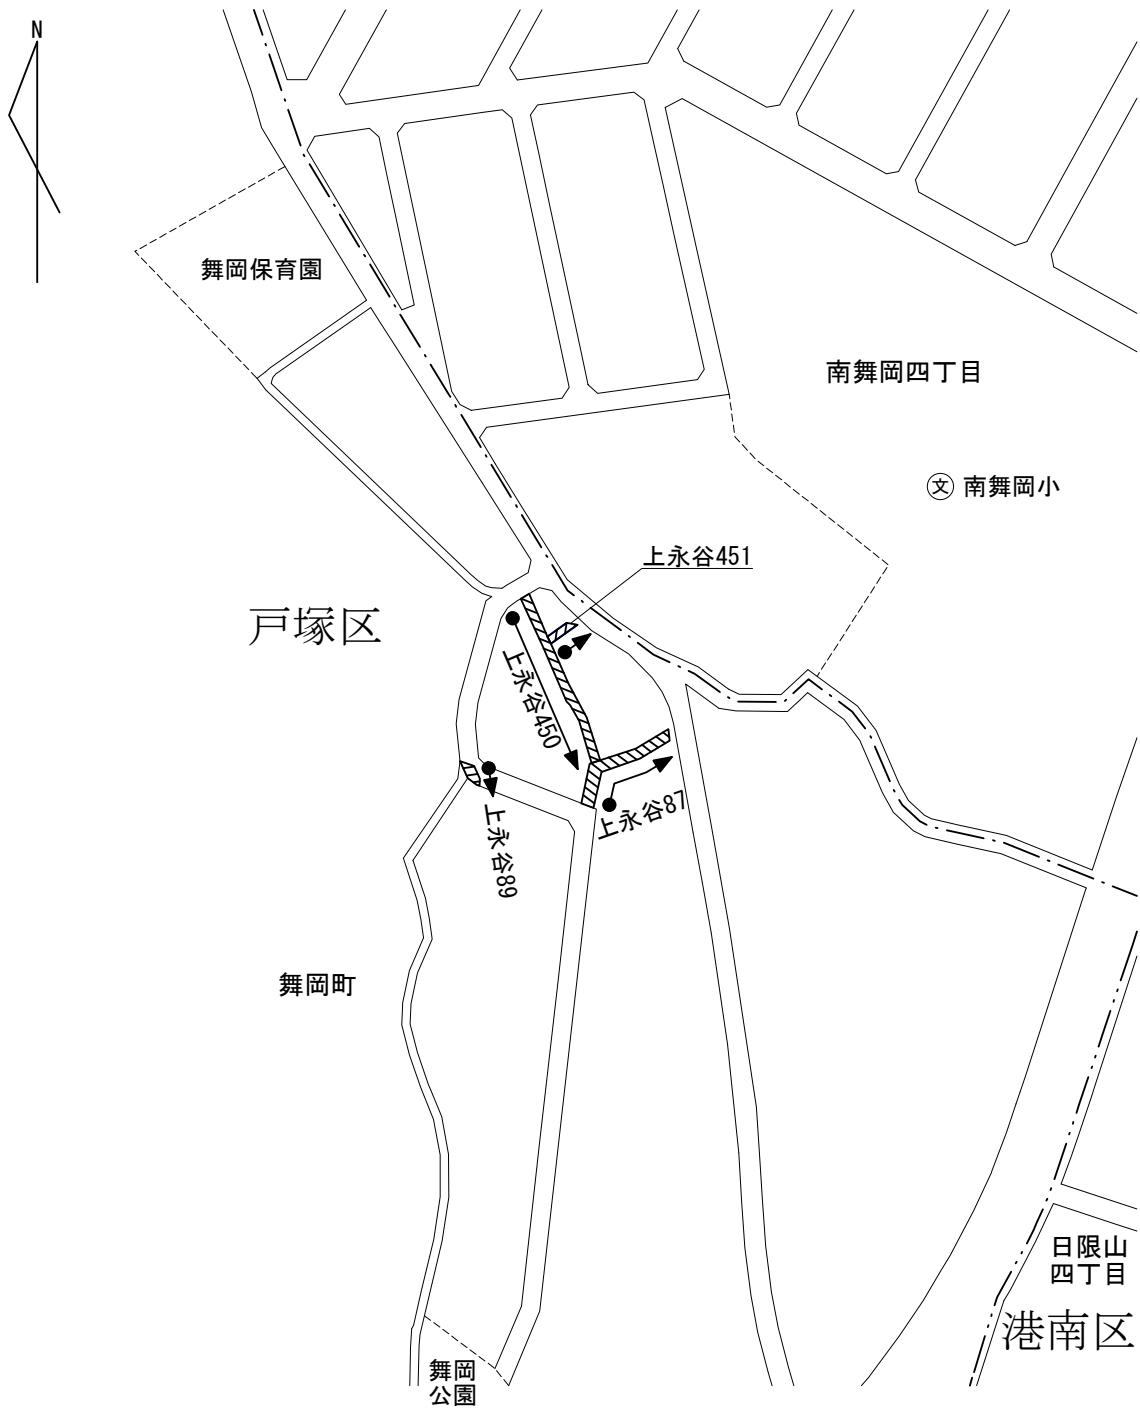 N
舞岡保育園
南舞岡四丁目
文 南舞岡小
上永谷451
戸塚区
上永谷450
上永谷87
上永谷89
舞岡町
日限山
四丁目
港南区
舞岡
公園